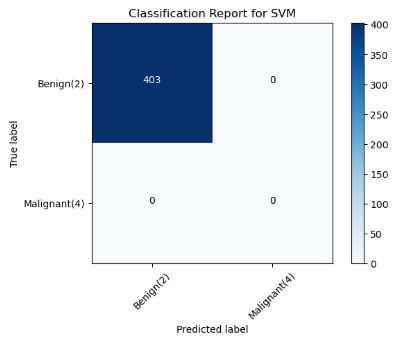 Classification Report for SVM
400
350
300
250
200
150
100
50
0
True label
Benign(2)
403
0
Malignant(4)
0
0
Benign(2)
Malignant(4)
Predicted label